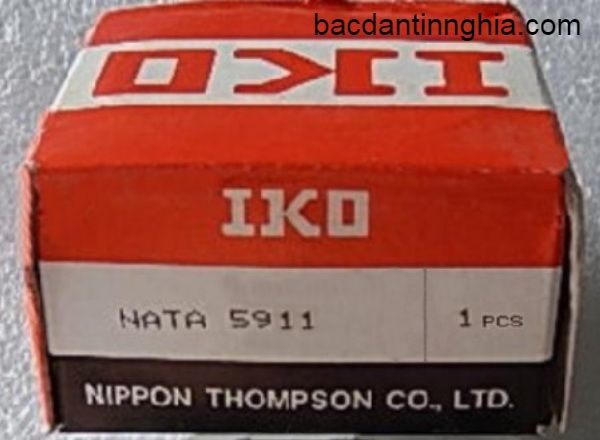 bacdantinnghia.com
IKO
IKO
NATA 5911
1 PCS
NIPPON THOMPSON CO., LTD.